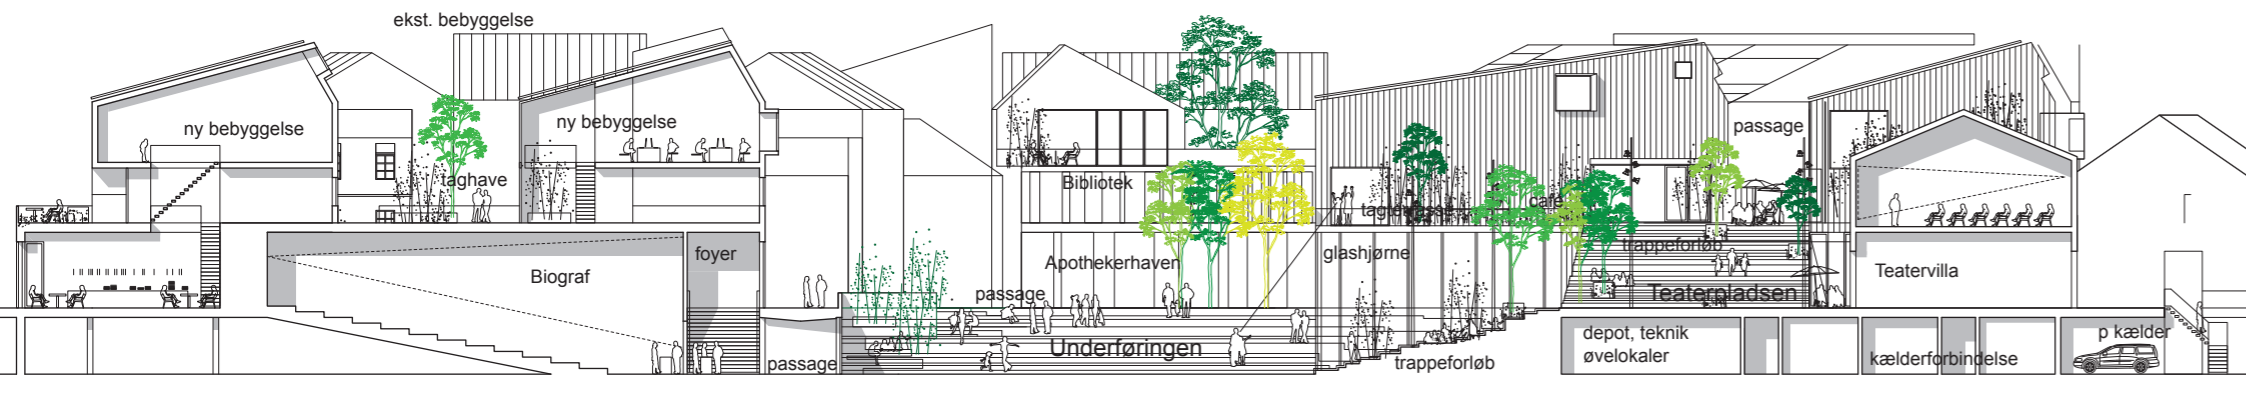 ekst. bebyggelse
ny bebyggelse
ny bebyggelse
passage
taghave
Bibliotek
tagterrasse
café
foyer
Biograf
Apothekerhaven
glashjørne
trappeforløb
Teatervilla
passage
Teaterpladsen
depot, teknik
øvelokaler
p kælder
kælderforbindelse
Underføringen
passage
trappeforløb